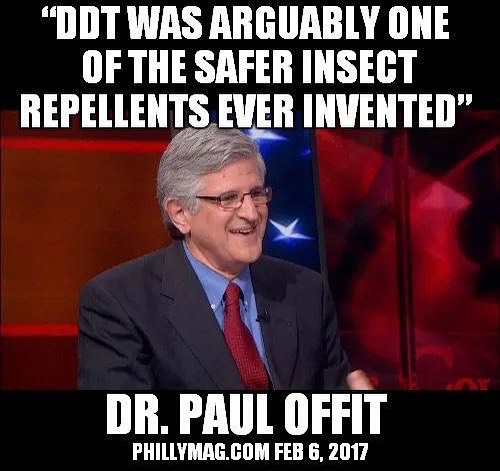 “DDT WAS ARGUABLY ONE
OF THE SAFER INSECT
REPELLENTS EVER INVENTED”
DR. PAUL OFFIT
PHILLYMAG.COM FEB 6, 2017